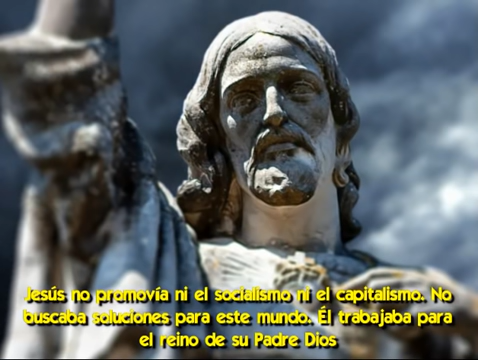 Jesús no promovía ni el socialismo ni el capitalismo. No
buscaba soluciones para este mundo. Él trabajaba para
el reino de su Padre Dios